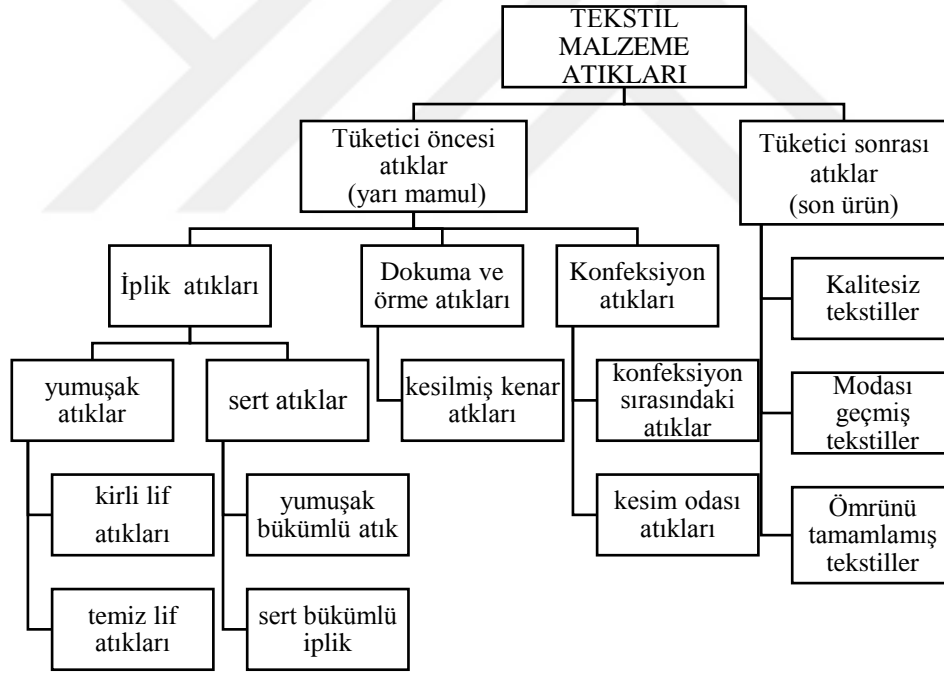 TEKSTİL
MALZEME
ATIKLARI
Tüketici öncesi
atıklar
(yarı mamul)
Tüketici sonrası
atıklar
(son ürün)
İplik atıkları
Dokuma ve
örme atıkları
Konfeksiyon
atıkları
Kalitesiz
tekstiller
yumuşak
atıklar
sert atıklar
kesilmiş kenar
atkları
konfeksiyon
sırasındaki
atıklar
Modası
geçmiş
tekstiller
kirli lif
atıkları
yumuşak
bükümlü atık
kesim odası
atıkları
Ömrünü
tamamlamış
tekstiller
temiz lif
atıkları
sert bükümlü
iplik